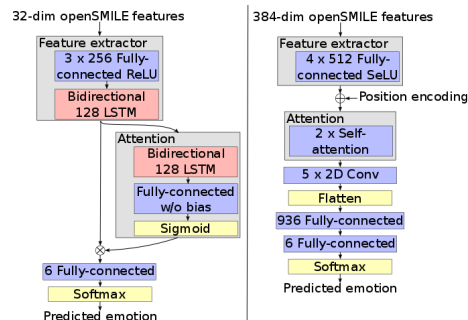 32-dim openSMILE features
Feature extractor
3 x 256 Fully-
connected ReLU
Bidirectional
128 LSTM
Attention
Bidirectional
128 LSTM
Fully-connected
w/o bias
Sigmoid
6 Fully-connected
Softmax
Predicted emotion
384-dim openSMILE features
Feature extractor
4 x 512 Fully-
connected SeLU
Position encoding
Attention
2 x Self-
attention
5 x 2D Conv
Flatten
936 Fully-connected
6 Fully-connected
Softmax
Predicted emotion